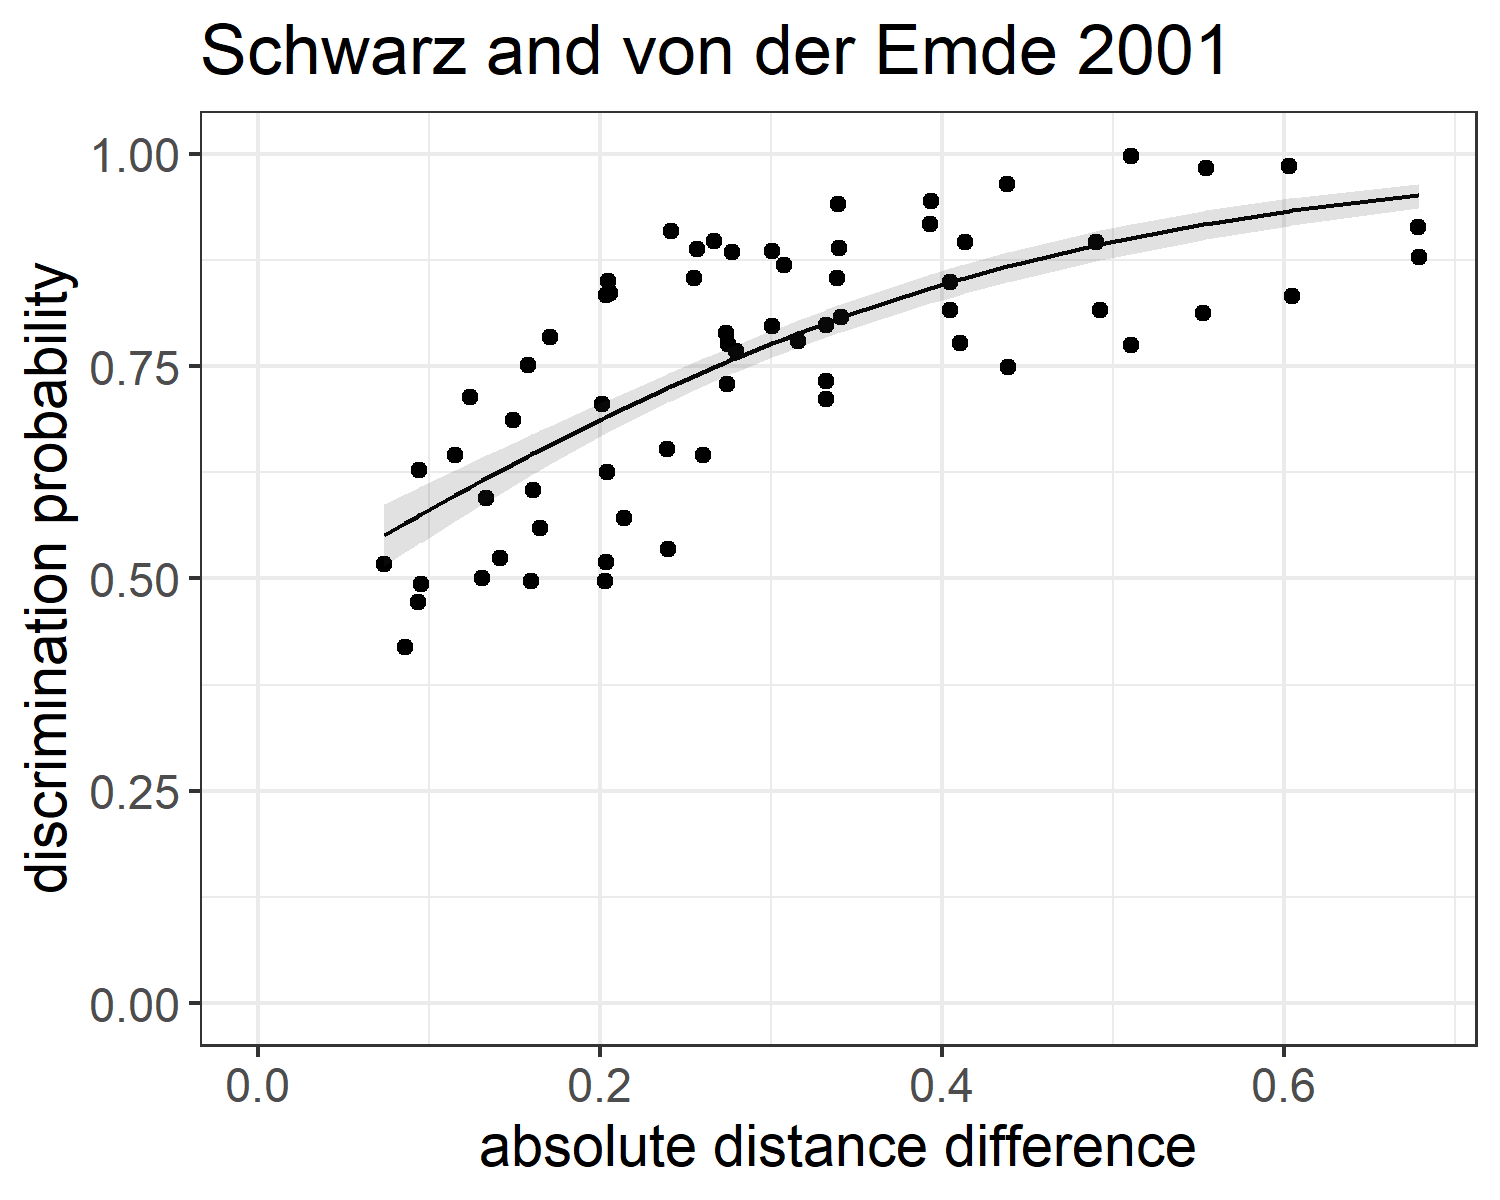 Schwarz and von der Emde 2001
discrimination probability
1.00
0.75
0.50
0.25
0.00
0.0 0.2 0.4 0.6
absolute distance difference